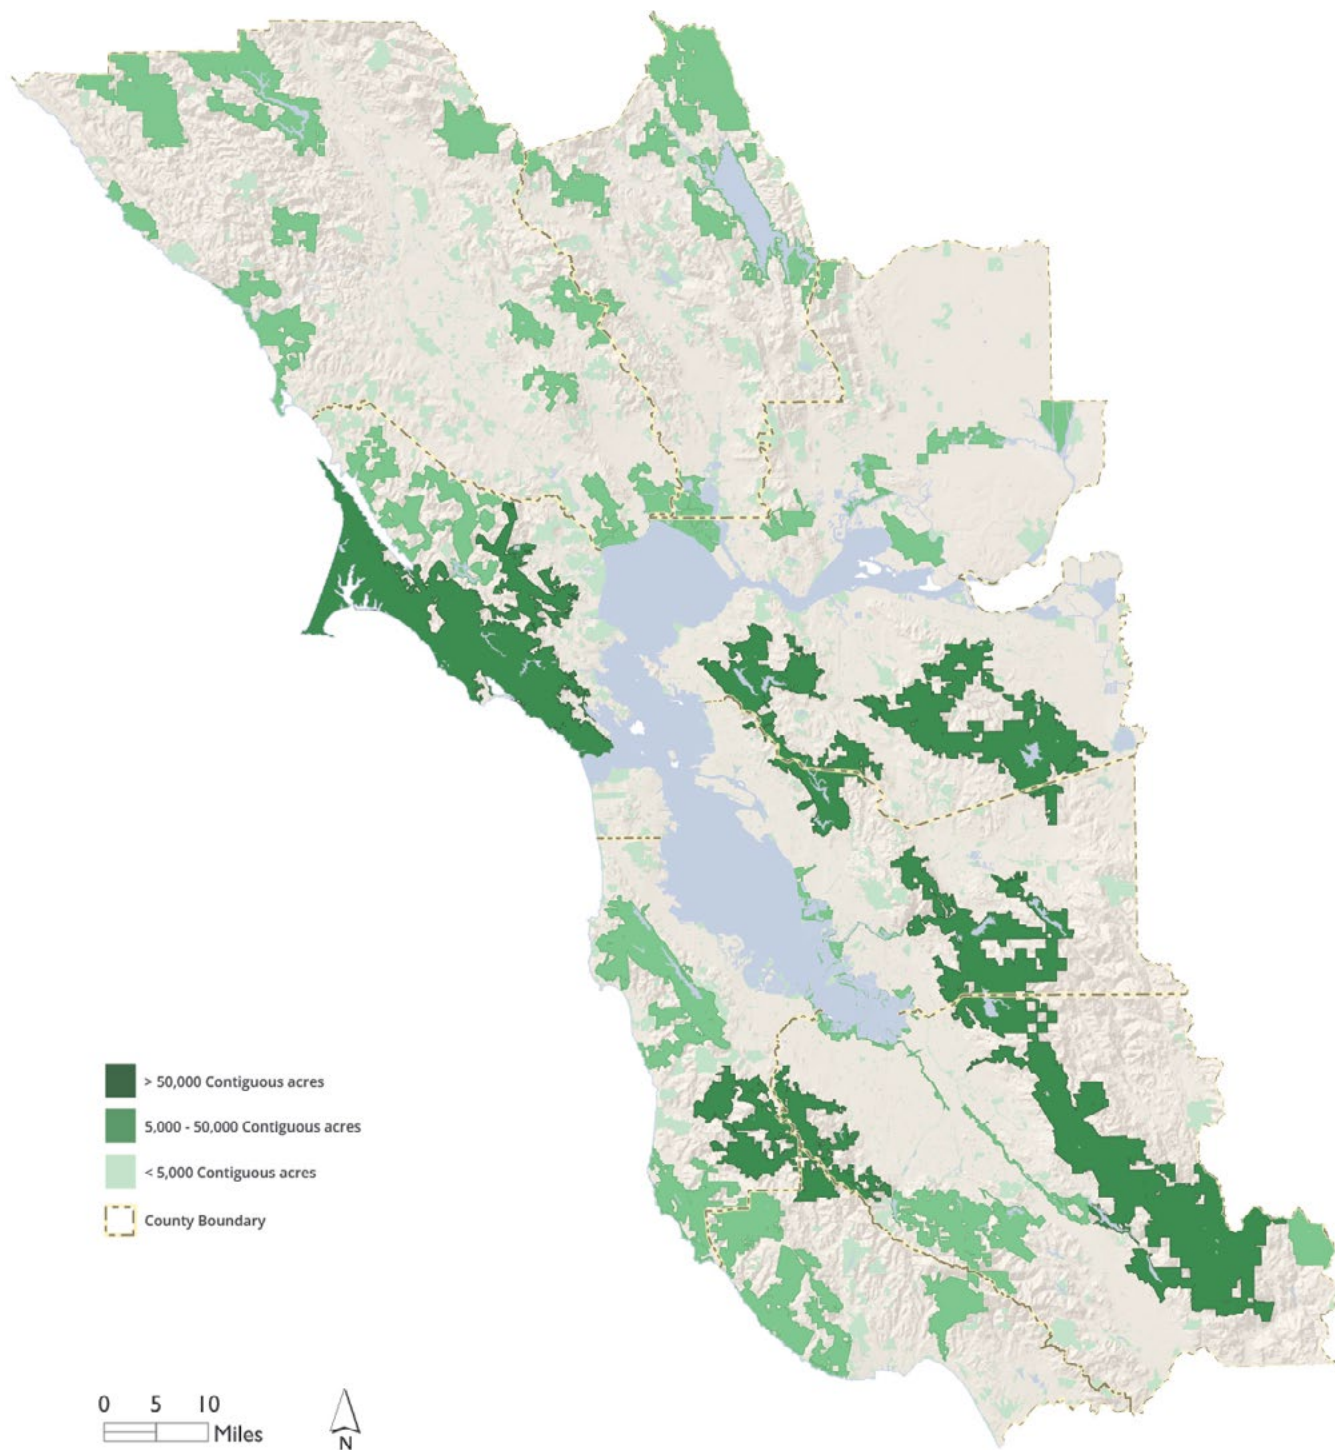 > 50,000 Contiguous acres
5,000 - 50,000 Contiguous acres
< 5,000 Contiguous acres
County Boundary
0 5 10
Miles
N